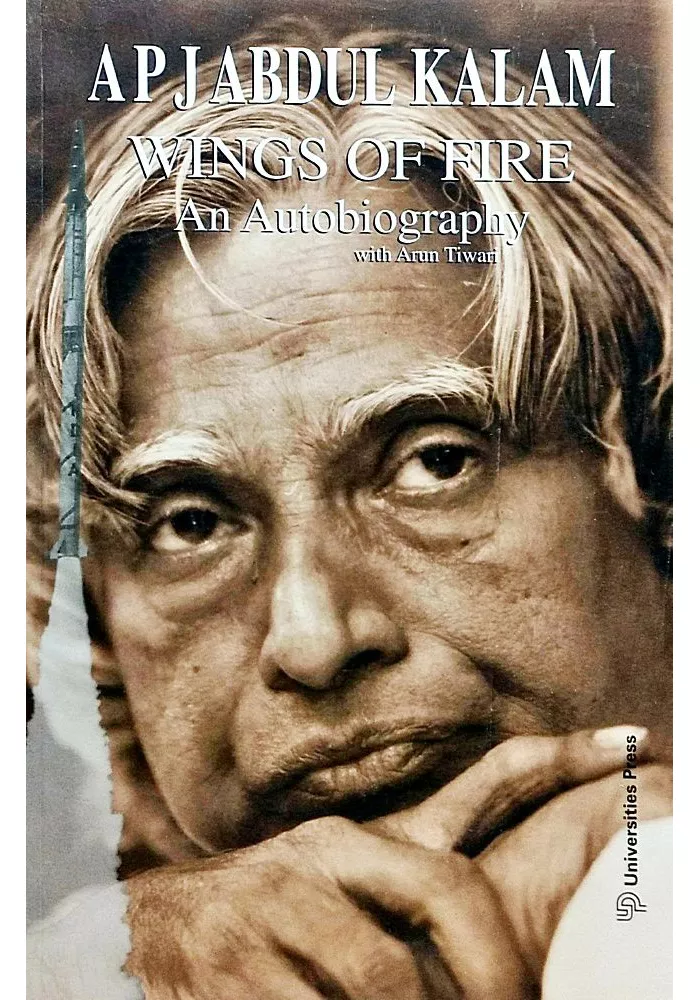 A P J ABDUL KALAM
WINGS OF FIRE
An Autobiography
with Arun Tiwari
Universities Press